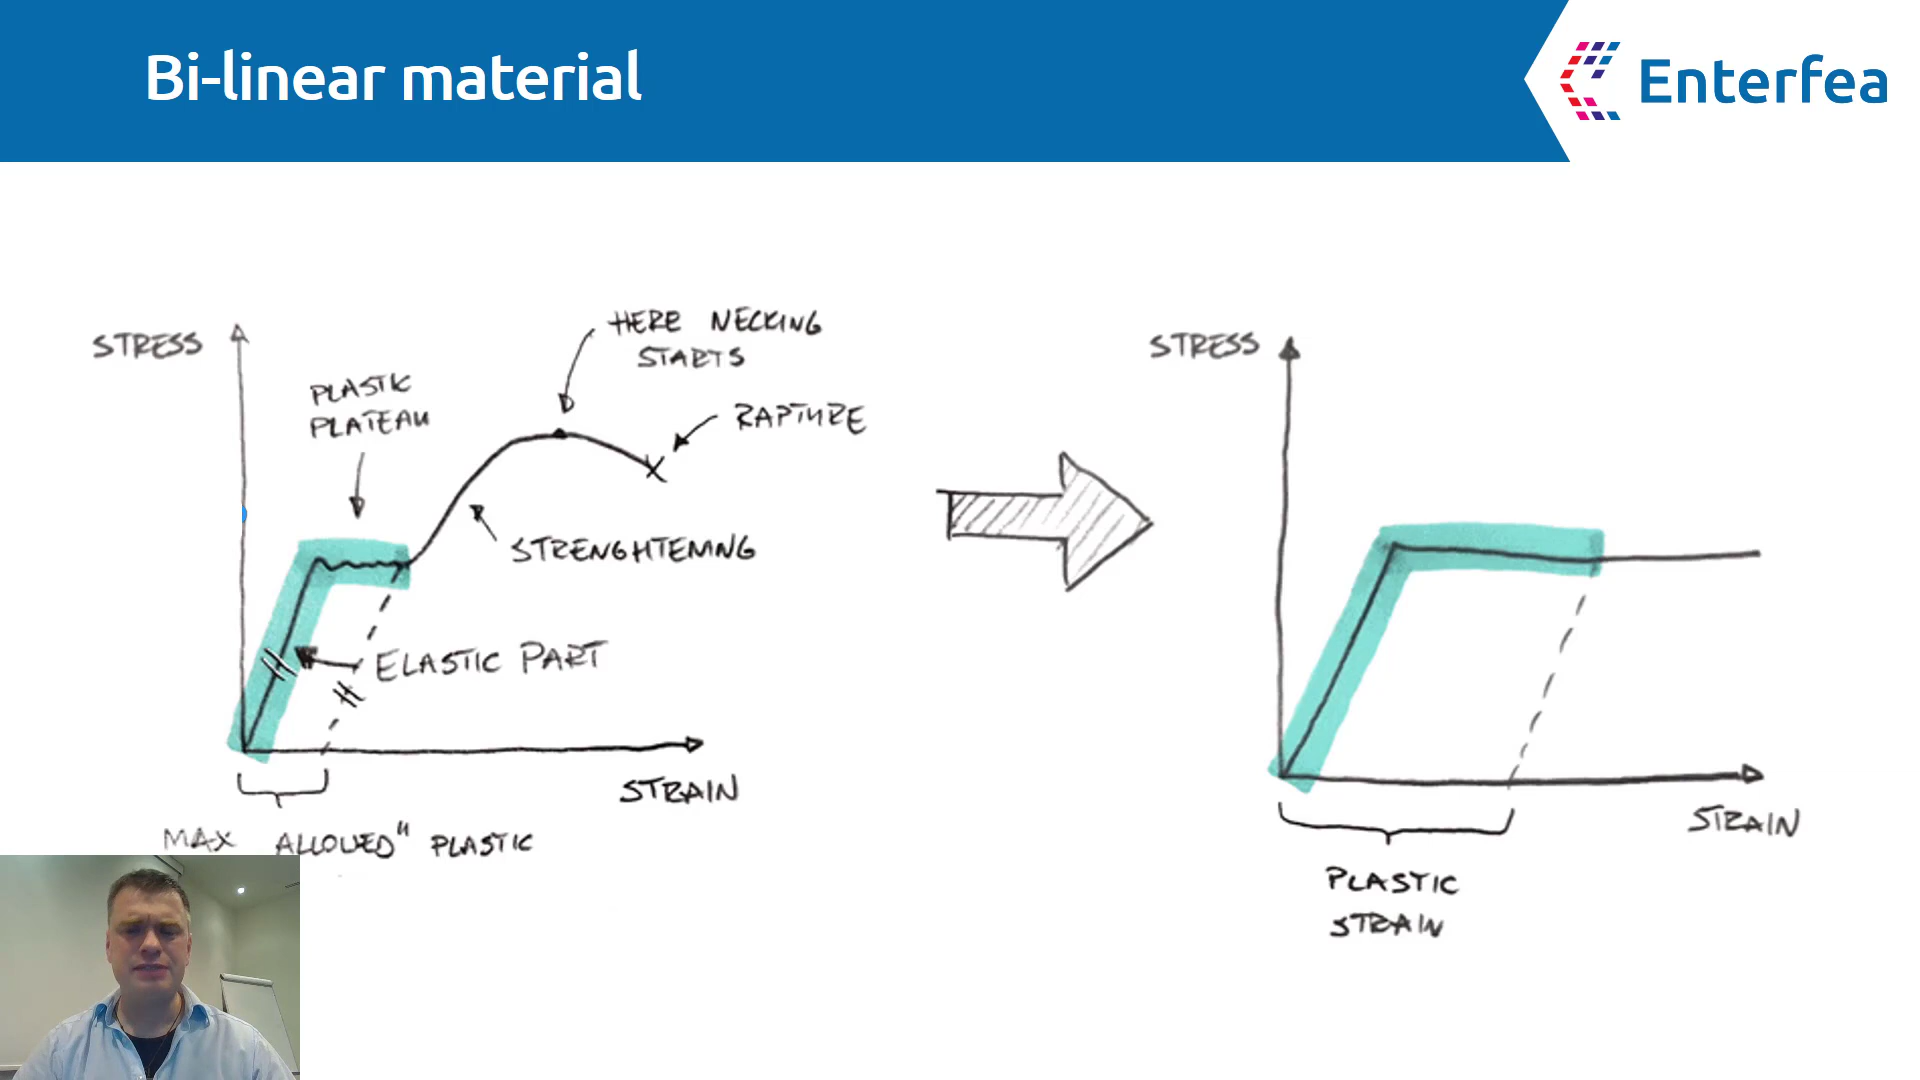 Bi-linear material
Enterfea
STRESS
PLASTIC
PLATEAU
HERE NECKING
STARTS
RAPTURE
STRENGHTENING
ELASTIC PART
STRAIN
MAX ALLOWED" PLASTIC
STRESS
STRAIN
PLASTIC
STRAIN